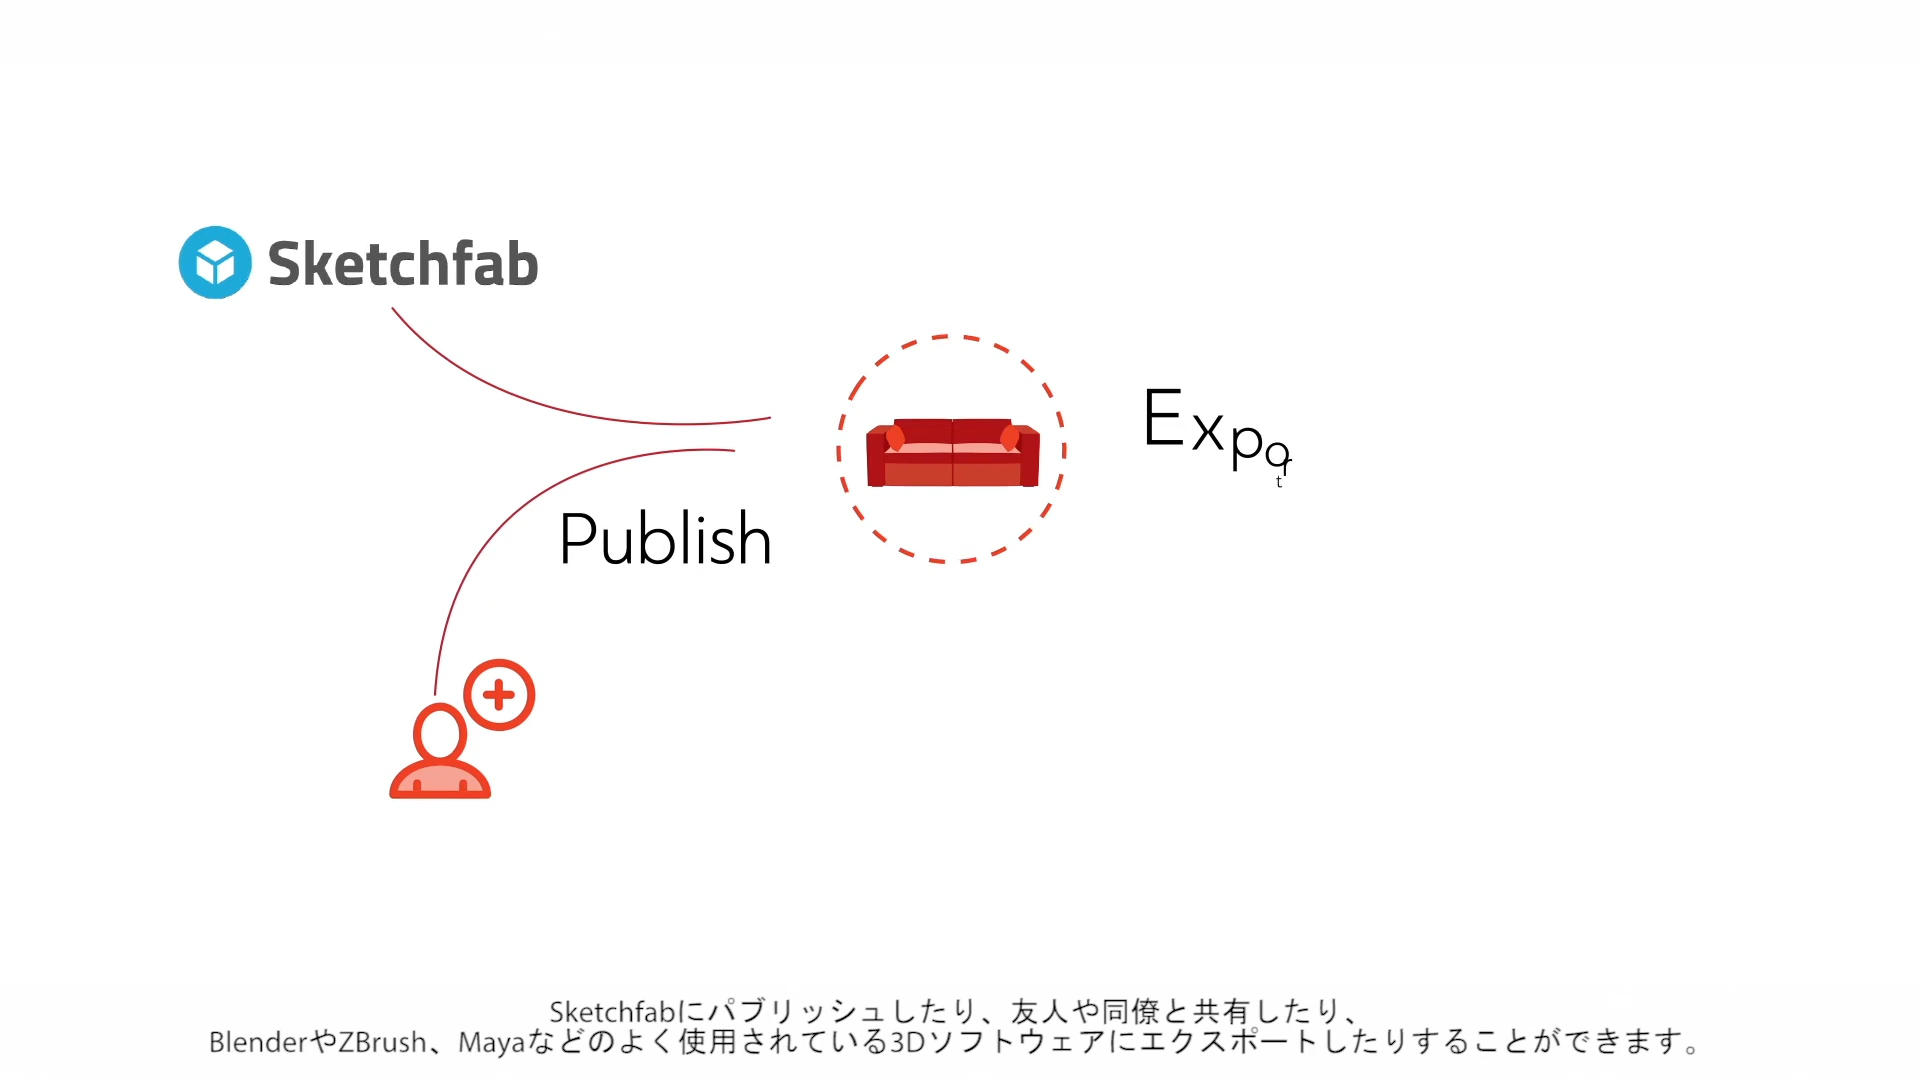 Sketchfab
Export
Publish
Sketchfabにパブリッシュしたり、友人や同僚と共有したり、
BlenderやZBrush、Mayaなどのよく使用されている3Dソフトウェアにエクスポートしたりすることができます。